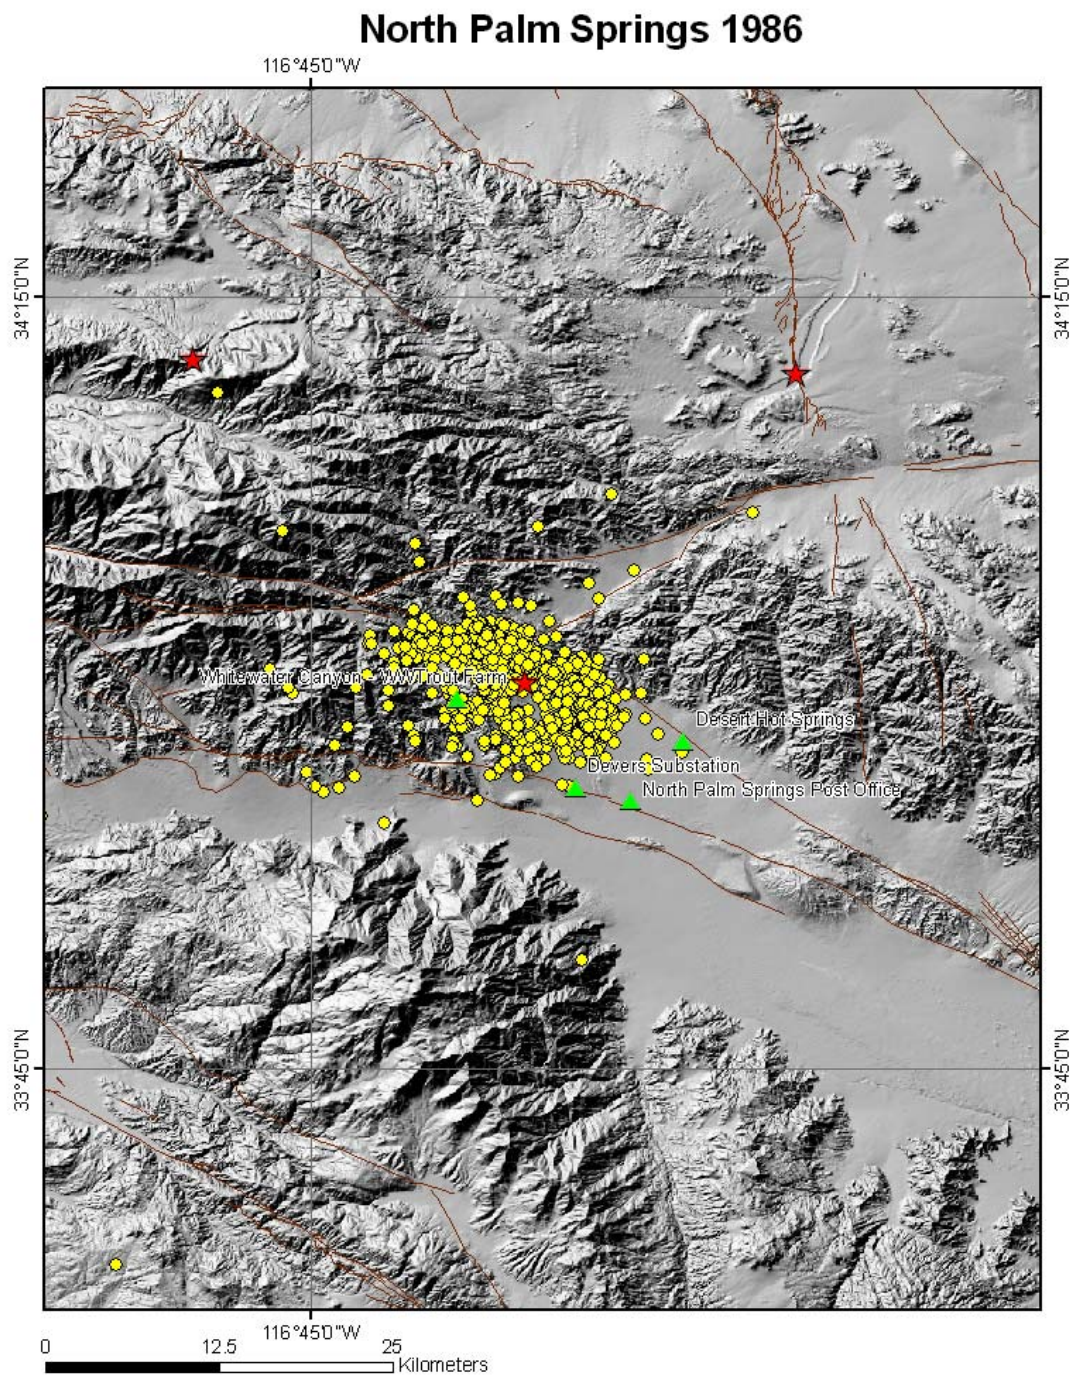 North Palm Springs 1986
116°45'0"W
34°15'0"N
34°15'0"N
Whitewater Canyon - WWTrout Farm
Desert Hot Springs
Devers Substation
North Palm Springs Post Office
33°45'0"N
33°45'0"N
116°45'0"W
0 12.5 25
Kilometers